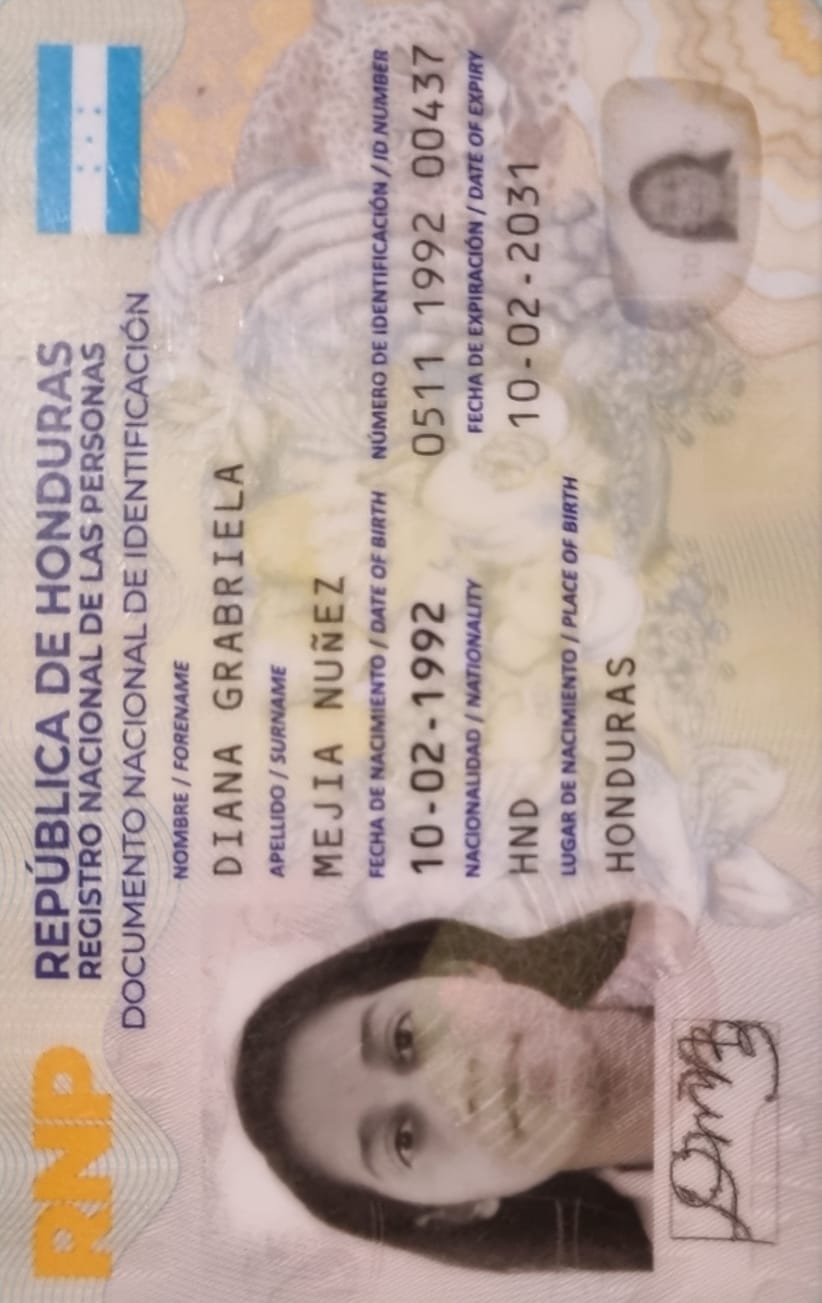 RNP
REPÚBLICA DE HONDURAS
REGISTRO NACIONAL DE LAS PERSONAS
DOCUMENTO NACIONAL DE IDENTIFICACIÓN
NOMBRE / FORENAME
DIANA GRABRIELA
APELLIDO / SURNAME
MEJIA NUÑEZ
FECHA DE NACIMIENTO / DATE OF BIRTH NÚMERO DE IDENTIFICACIÓN / ID NUMBER
10-02-1992 0511 1992 00437
NACIONALIDAD / NATIONALITY FECHA DE EXPIRACIÓN / DATE OF EXPIRY
HND 10-02-2031
LUGAR DE NACIMIENTO / PLACE OF BIRTH
HONDURAS